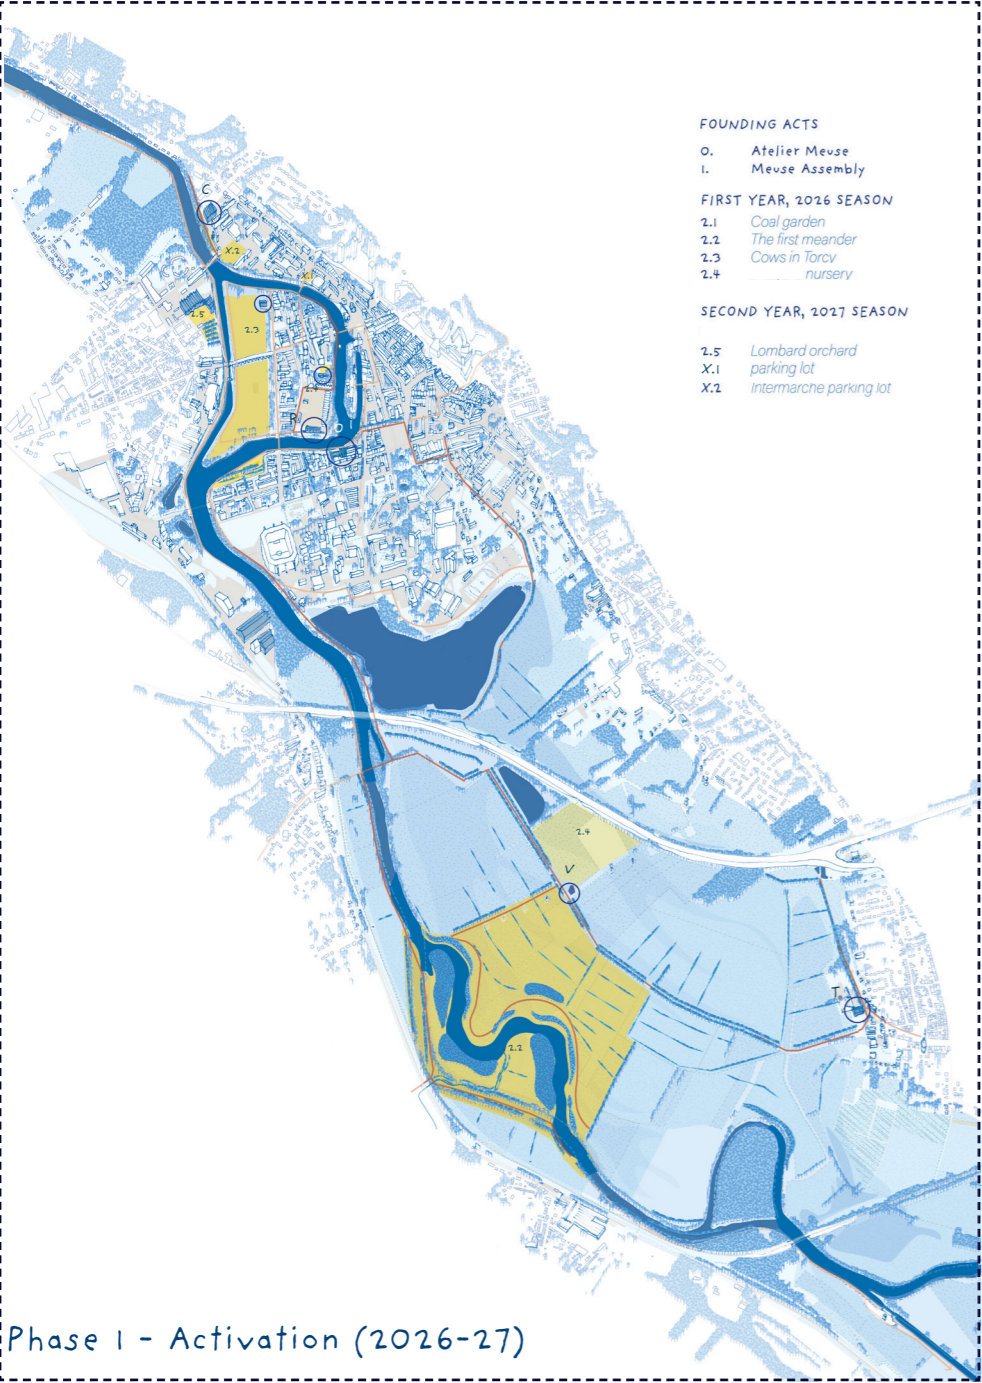 FOUNDING ACTS
0. Atelier Meuse
1. Meuse Assembly
FIRST YEAR, 2026 SEASON
2.1 Coal garden
2.2 The first meander
2.3 Cows in Torcy
2.4 nursery
SECOND YEAR, 2027 SEASON
2.5 Lombard orchard
X.1 parking lot
X.2 Intermarche parking lot
C
X.2
X.1
2.5
2.3
R
0
1
2.4
V
T
2.2
Phase 1 - Activation (2026-27)